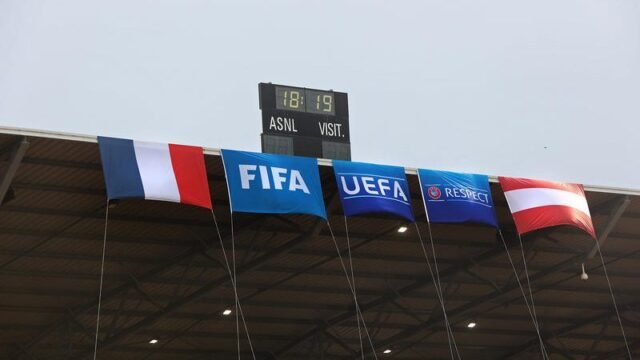 18:19
ASNL VISIT.
FIFA
UEFA
RESPECT